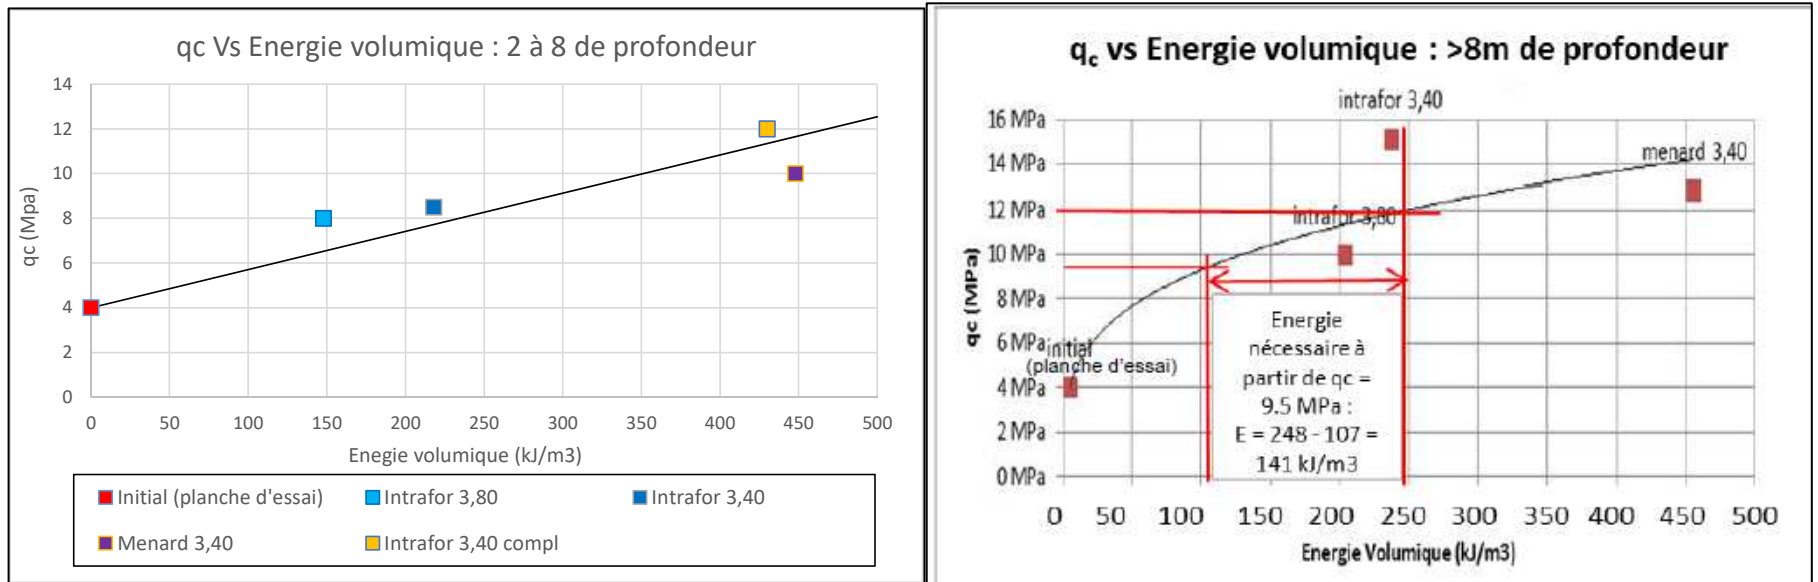 qc Vs Energie volumique : 2 à 8 de profondeur
14
12
10
8
6
4
2
0
qc (Mpa)
0 50 100 150 200 250 300 350 400 450 500
Enegie volumique (kJ/m3)
Initial (planche d'essai) Intrafor 3,80 Intrafor 3,40
Menard 3,40 Intrafor 3,40 compl
qc vs Energie volumique : >8m de profondeur
intrafor 3,40
16 MPa
14 MPa
menard 3,40
12 MPa
intrafor 3,80
10 MPa
8 MPa
6 MPa
initial
(planche d'essai)
4 MPa
2 MPa
0 MPa
qc (MPa)
Energie
nécessaire à
partir de qc =
9.5 MPa :
E = 248 - 107 =
141 kJ/m3
0 50 100 150 200 250 300 350 400 450 500
Energie Volumique (kJ/m3)